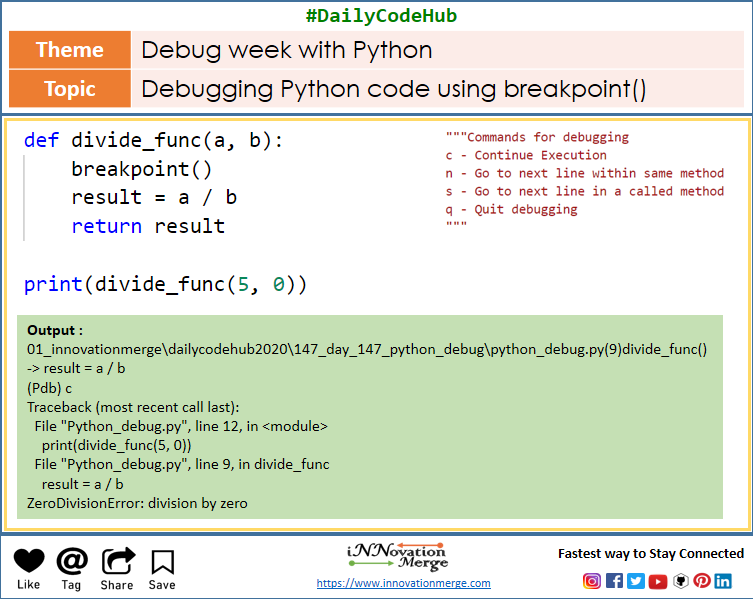 #DailyCodeHub
Theme Debug week with Python
Topic Debugging Python code using breakpoint()
def divide_func(a, b):
    breakpoint()
    result = a / b
    return result
print(divide_func(5, 0))
"""Commands for debugging
c - Continue Execution
n - Go to next line within same method
s - Go to next line in a called method
q - Quit debugging
"""
Output :
01_innovationmerge\dailycodehub2020\147_day_147_python_debug\python_debug.py(9)divide_func()
-> result = a / b
(Pdb) c
Traceback (most recent call last):
  File "Python_debug.py", line 12, in <module>
    print(divide_func(5, 0))
  File "Python_debug.py", line 9, in divide_func
    result = a / b
ZeroDivisionError: division by zero
Like Tag Share Save
iNNovation
Merge
https://www.innovationmerge.com
Fastest way to Stay Connected